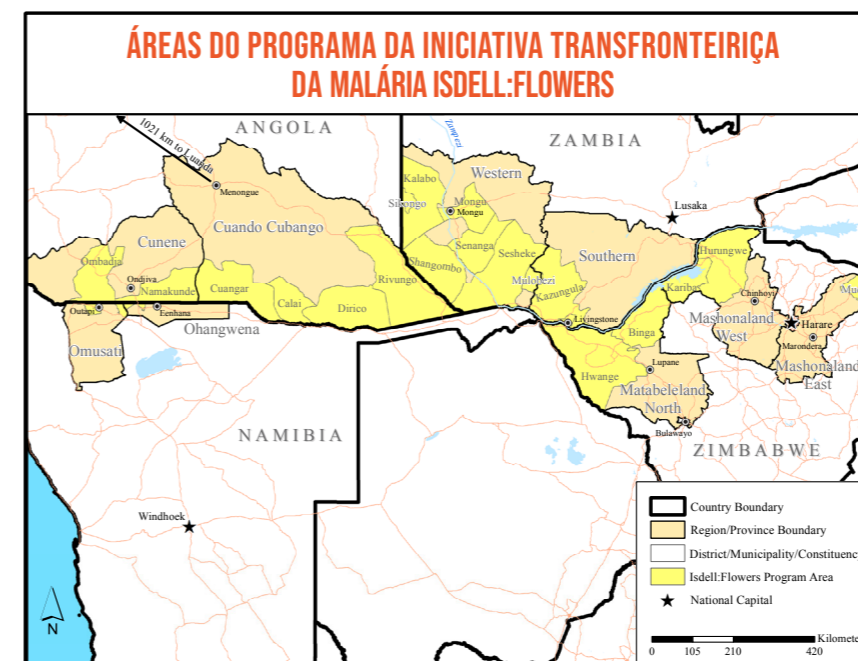 ÁREAS DO PROGRAMA DA INICIATIVA TRANSFRONTEIRIÇA
DA MALÁRIA ISDELL:FLOWERS
1021 km to Luanda
ANGOLA
Zampezi
ZAMBIA
Menongue
Kalabo
Western
Sikongo
Mongu
Mongu
Lusaka
Cunene
Cuando Cubango
Senanga
Sesheke
Southern
Hurungwe
Ombadja
Shangombo
Ondjiva
Namakunde
Cuangar
Rivungo
Mulobezi
Kazungula
Kariba
Chinhoyi
Calai
Dirico
Outapi
Eenhana
Ohangwena
Livingstone
Binga
Mashonaland
West
Harare
Marondera
Omusati
Hwange
Lupane
Mashonaland
East
Matabeleland
North
Bulawayo
NAMIBIA
ZIMBABWE
Windhoek
Country Boundary
Region/Province Boundary
District/Municipality/Constituency
Isdell:Flowers Program Area
National Capital
N
Kilomete
0 105 210 420